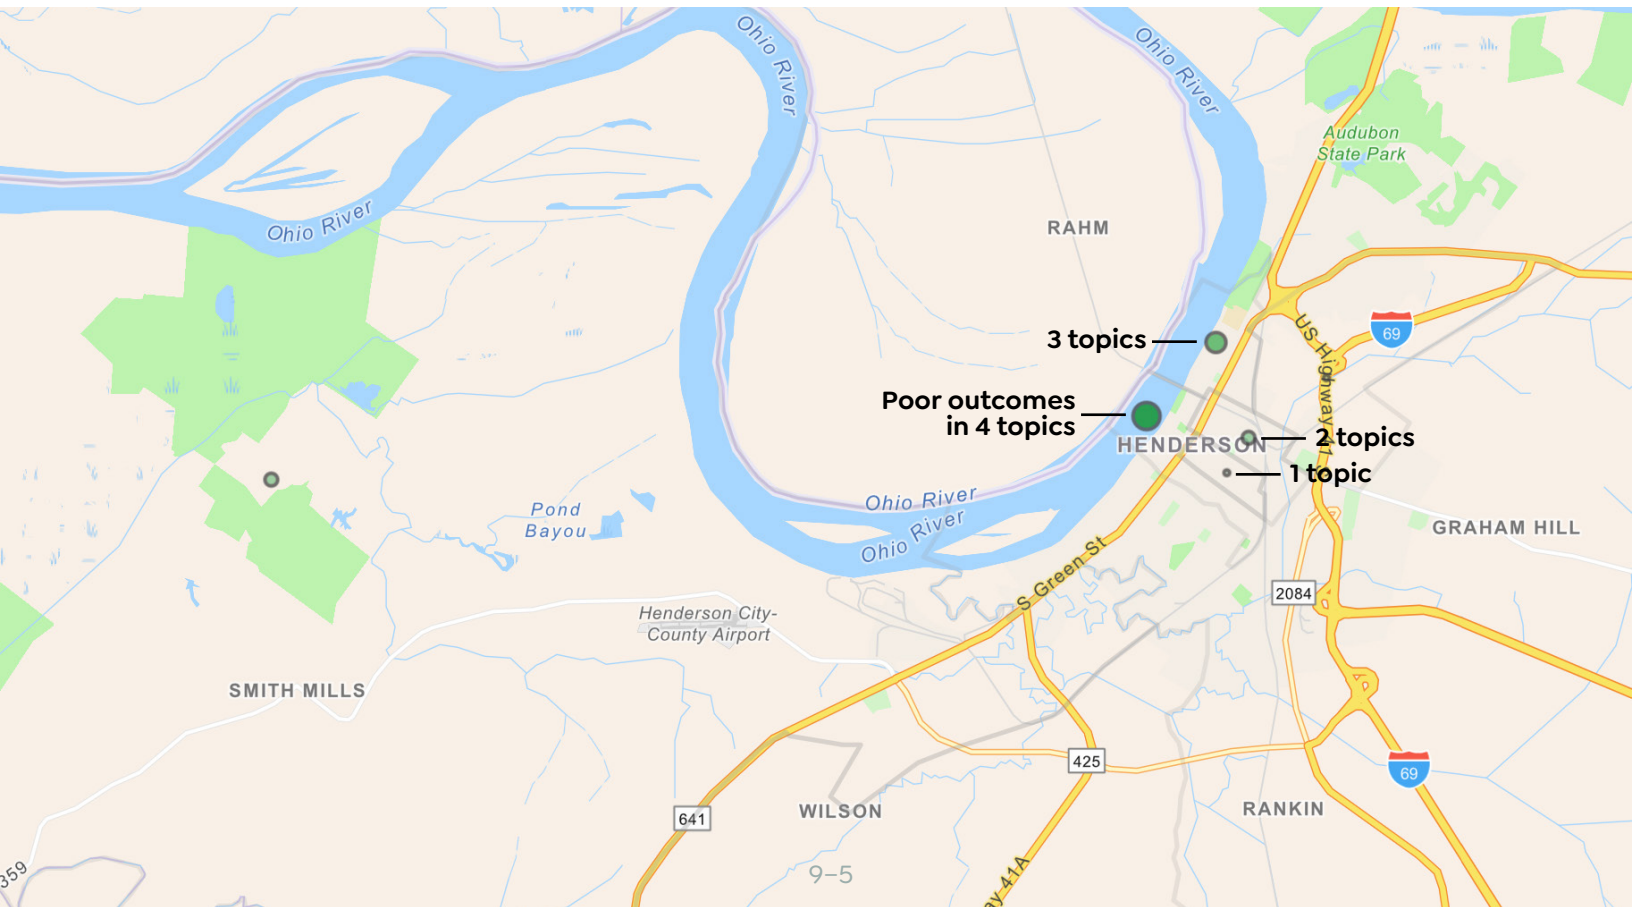 Ohio River
Ohio River
Audubon
State Park
Ohio River
RAHM
69
US Highway 41
3 topics
Poor outcomes
in 4 topics
HENDERSON
2 topics
1 topic
Ohio River
Ohio River
Pond
Bayou
GRAHAM HILL
S Green St
2084
Henderson City-
County Airport
SMITH MILLS
425
69
641
WILSON
RANKIN
359
ay 41A
9–5